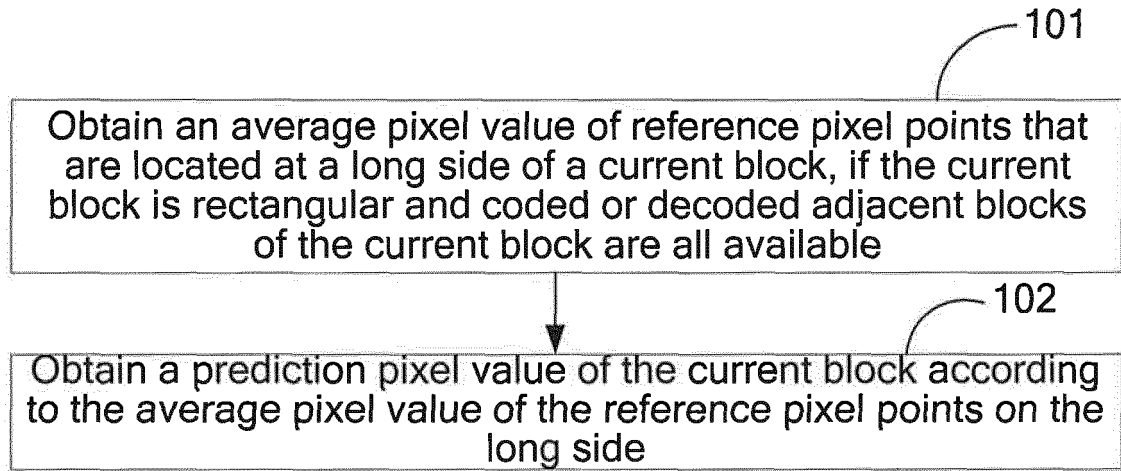 101
Obtain an average pixel value of reference pixel points that
are located at a long side of a current block, if the current
block is rectangular and coded or decoded adjacent blocks
of the current block are all available
102
Obtain a prediction pixel value of the current block according
to the average pixel value of the reference pixel points on the
long side